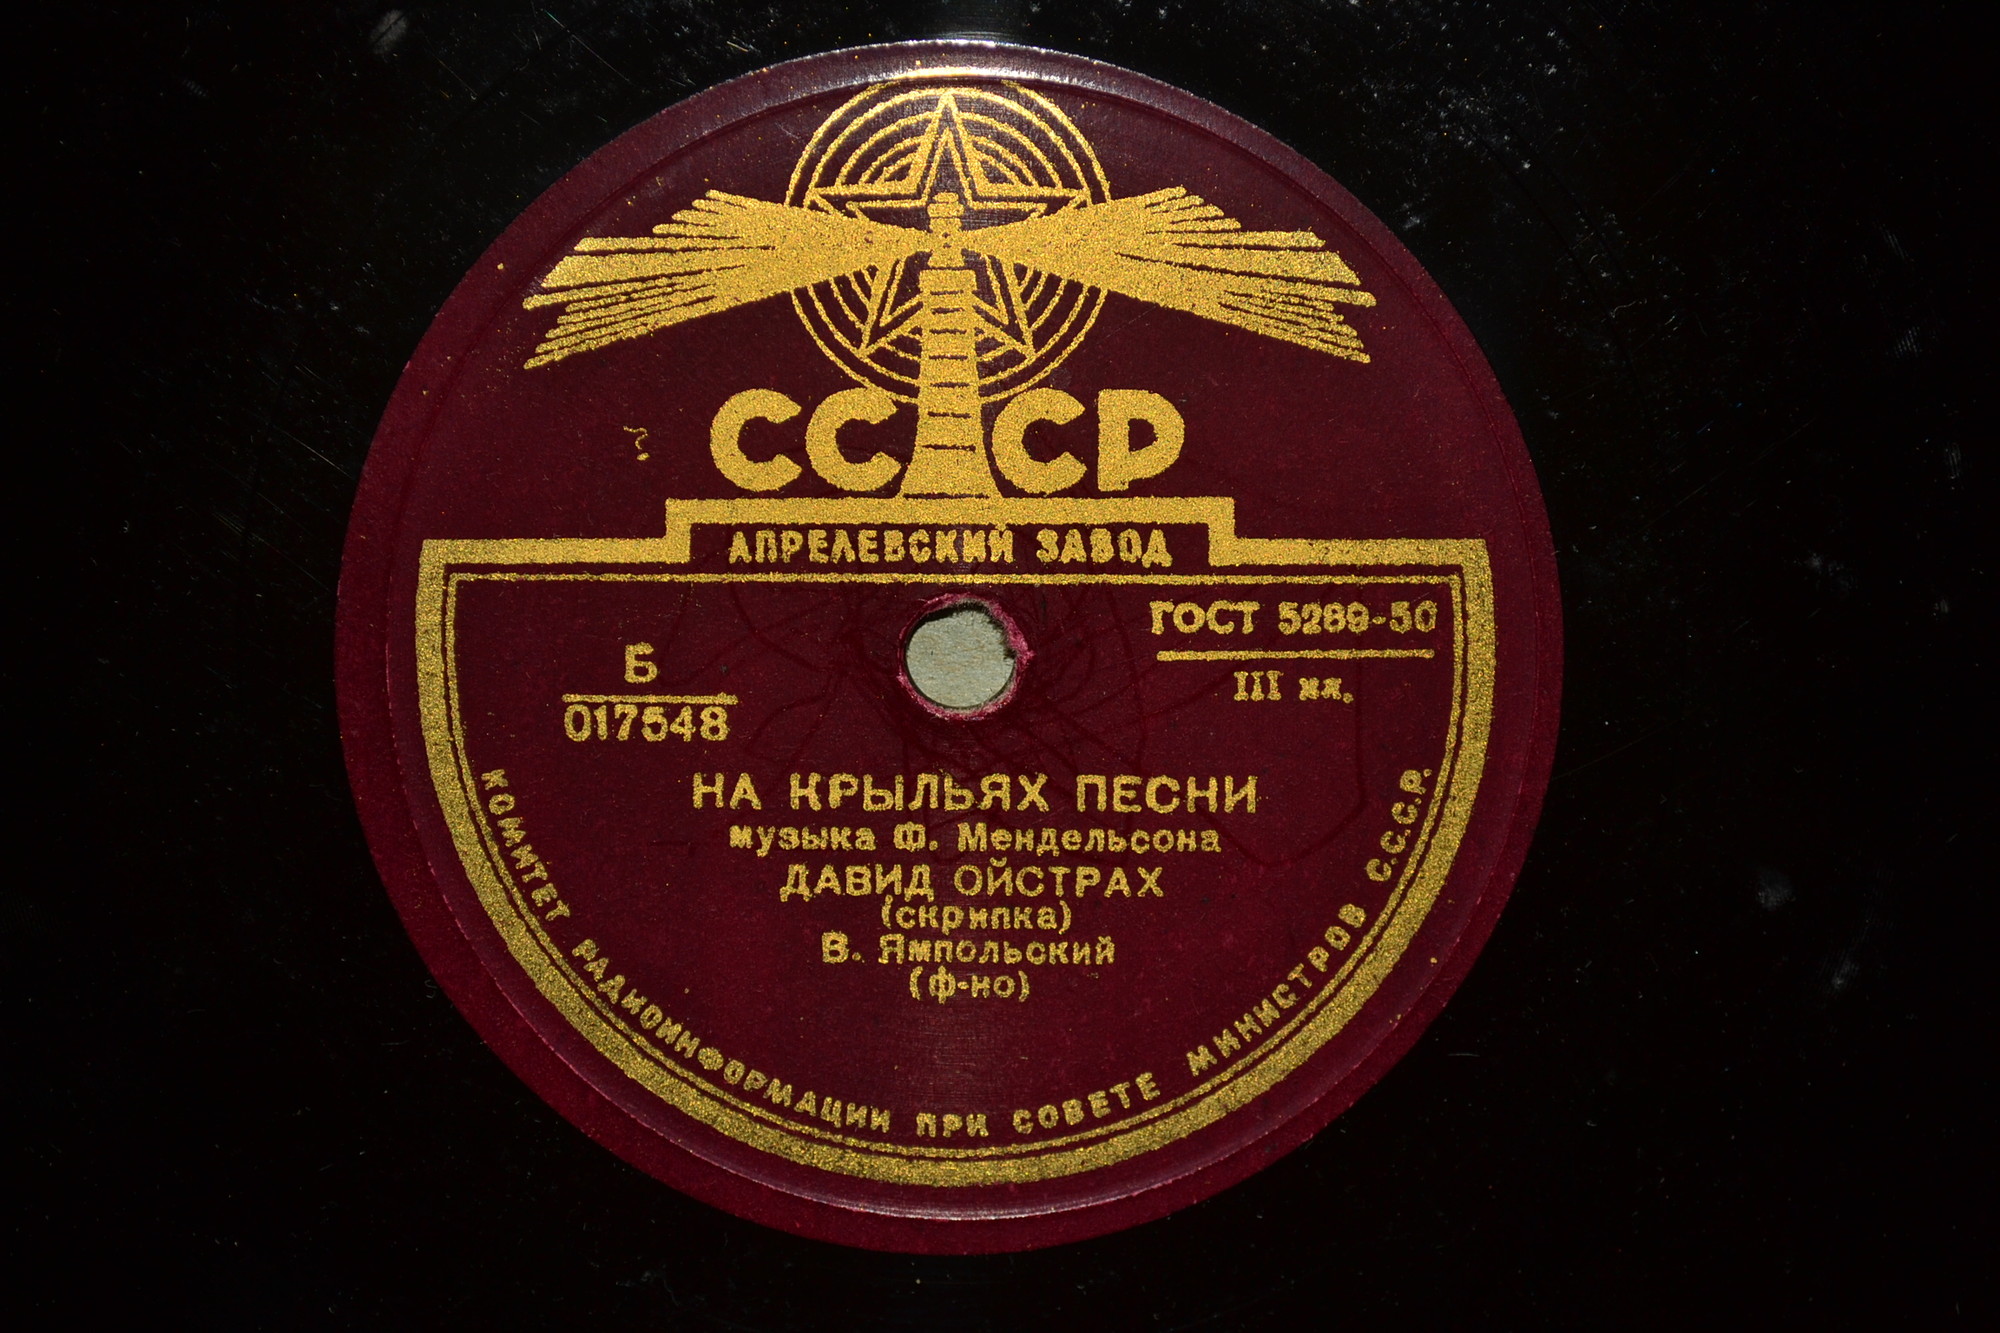 СССР
АПРЕЛЕВСКИЙ ЗАВОД
ГОСТ 5289-50
III кл.
Б
017548
НА КРЫЛЬЯХ ПЕСНИ
музыка Ф. Мендельсона
ДАВИД ОЙСТРАХ
(скрипка)
В. Ямпольский
(ф-но)
КОМИТЕТ РАДИОИНФОРМАЦИИ ПРИ СОВЕТЕ МИНИСТРОВ С.С.С.Р.